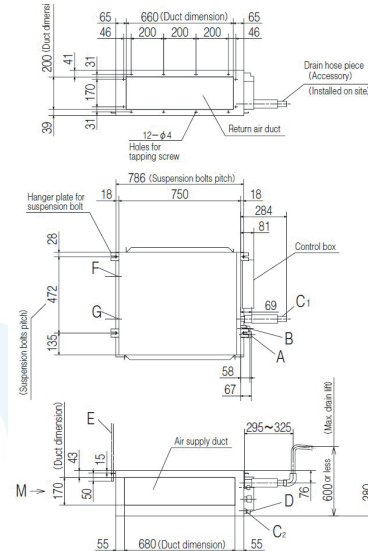 65 660 (Duct dimension) 65
46 200 200 200 46
200 (Duct dimensi
41
31
170
39
31
Drain hose piece
(Accessory)
(Installed on site)
12－φ4
Holes for
tapping screw
Return air duct
786 (Suspension bolts pitch)
Hanger plate for
suspension bolt
18 750 18
284
81
Control box
28
F
472
G
135
(Suspension bolts pitch)
69
C1
B
A
58
67
E
(Duct dimension)
43
15
Air supply duct
295~325
(Max. drain lift)
600 or less
M
170
50
76
D
C2
55 680 (Duct dimension) 55
280